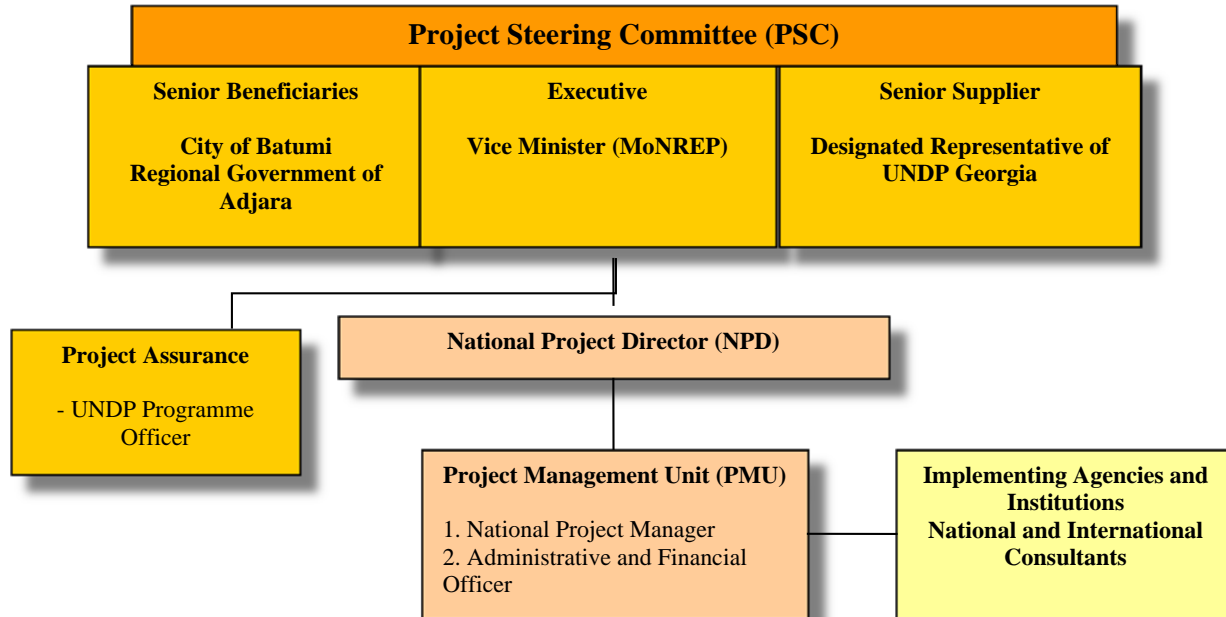 Project Steering Committee (PSC)
Senior Beneficiaries
City of Batumi
Regional Government of
Adjara
Executive
Vice Minister (MoNREP)
Senior Supplier
Designated Representative of
UNDP Georgia
Project Assurance
- UNDP Programme
Officer
National Project Director (NPD)
Project Management Unit (PMU)
1. National Project Manager
2. Administrative and Financial
Officer
Implementing Agencies and
Institutions
National and International
Consultants